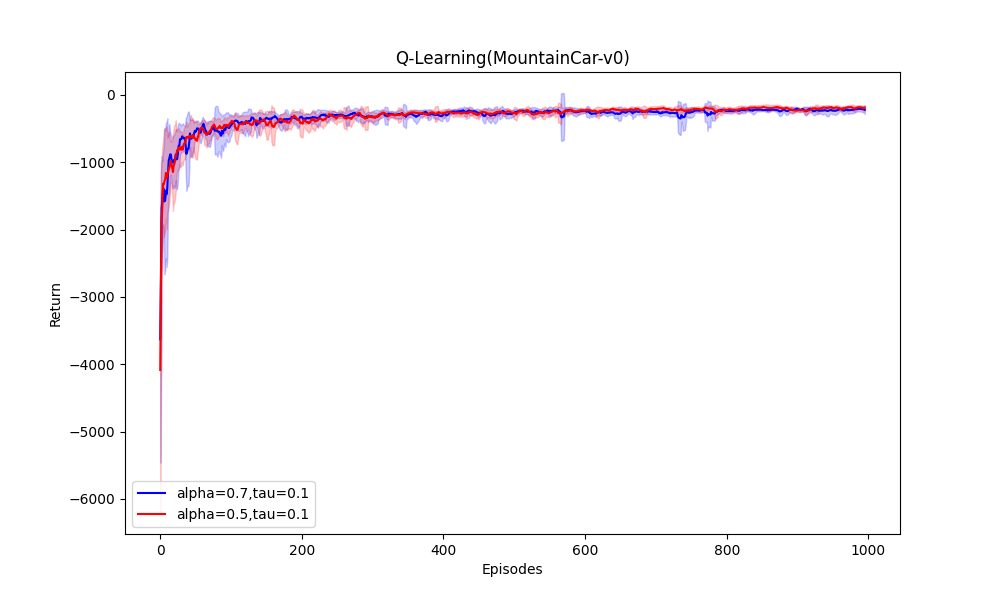 Q-Learning(MountainCar-v0)
Return
0
−1000
−2000
−3000
−4000
−5000
−6000
alpha=0.7,tau=0.1
alpha=0.5,tau=0.1
0 200 400 600 800 1000
Episodes